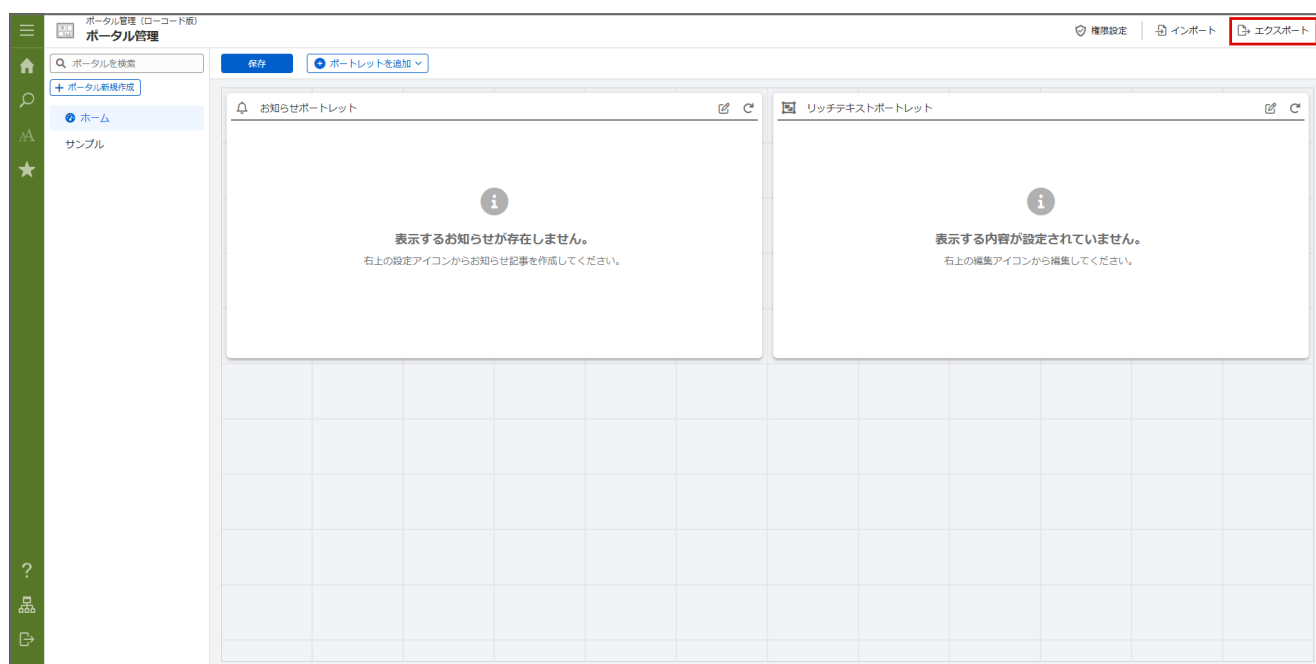 ポータル管理（ローコード版）
ポータル管理
権限設定
インポート
エクスポート
ポータルを検索
保存
ポートレットを追加
ポータル新規作成
ホーム
サンプル
お知らせポートレット
リッチテキストポートレット
表示するお知らせが存在しません。
右上の設定アイコンからお知らせ記事を作成してください。
表示する内容が設定されていません。
右上の編集アイコンから編集してください。